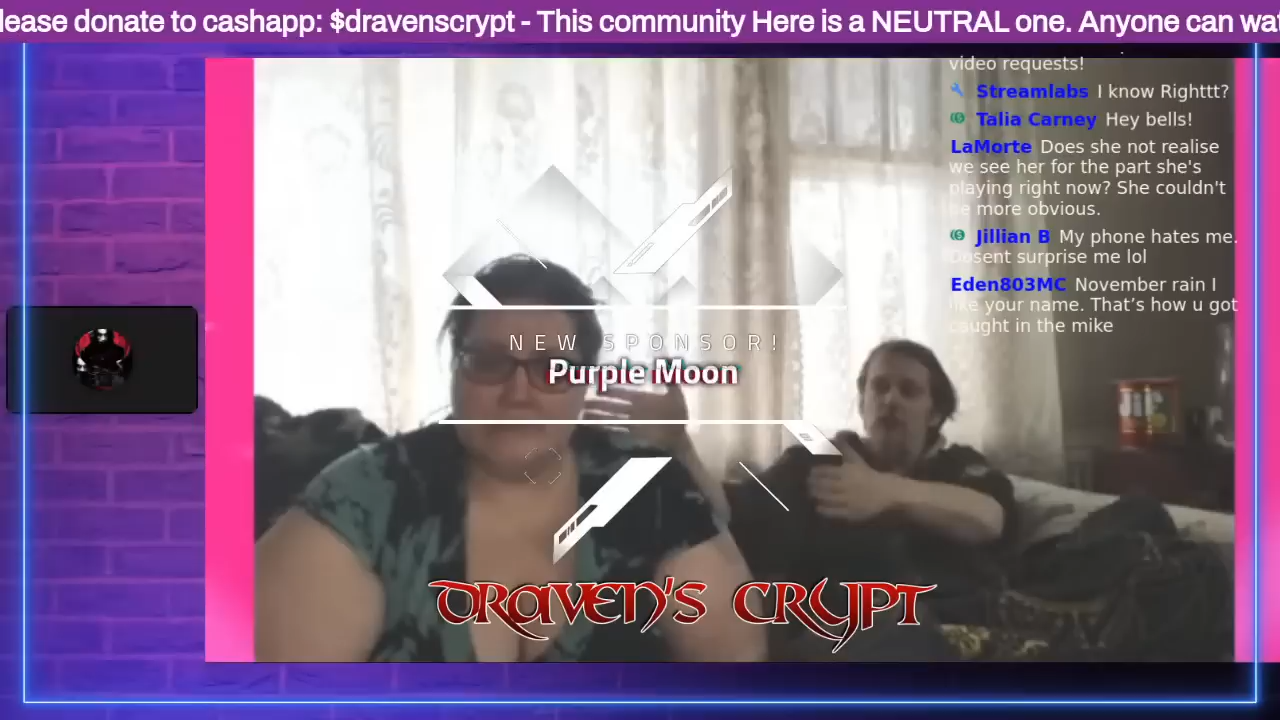 lease donate to cashapp: $dravenscrypt - This community Here is a NEUTRAL one. Anyone can wa
video requests!
Streamlabs I know Righttt?
Talia Carney Hey bells!
LaMorte Does she not realise
we see her for the part she's
playing right now? She couldn't
be more obvious.
Jillian B My phone hates me.
Dosent surprise me lol
Eden803MC November rain I
like your name. That’s how u got
caught in the mike
NEW SPONSOR!
Purple Moon
DRAVEN'S CRYPT